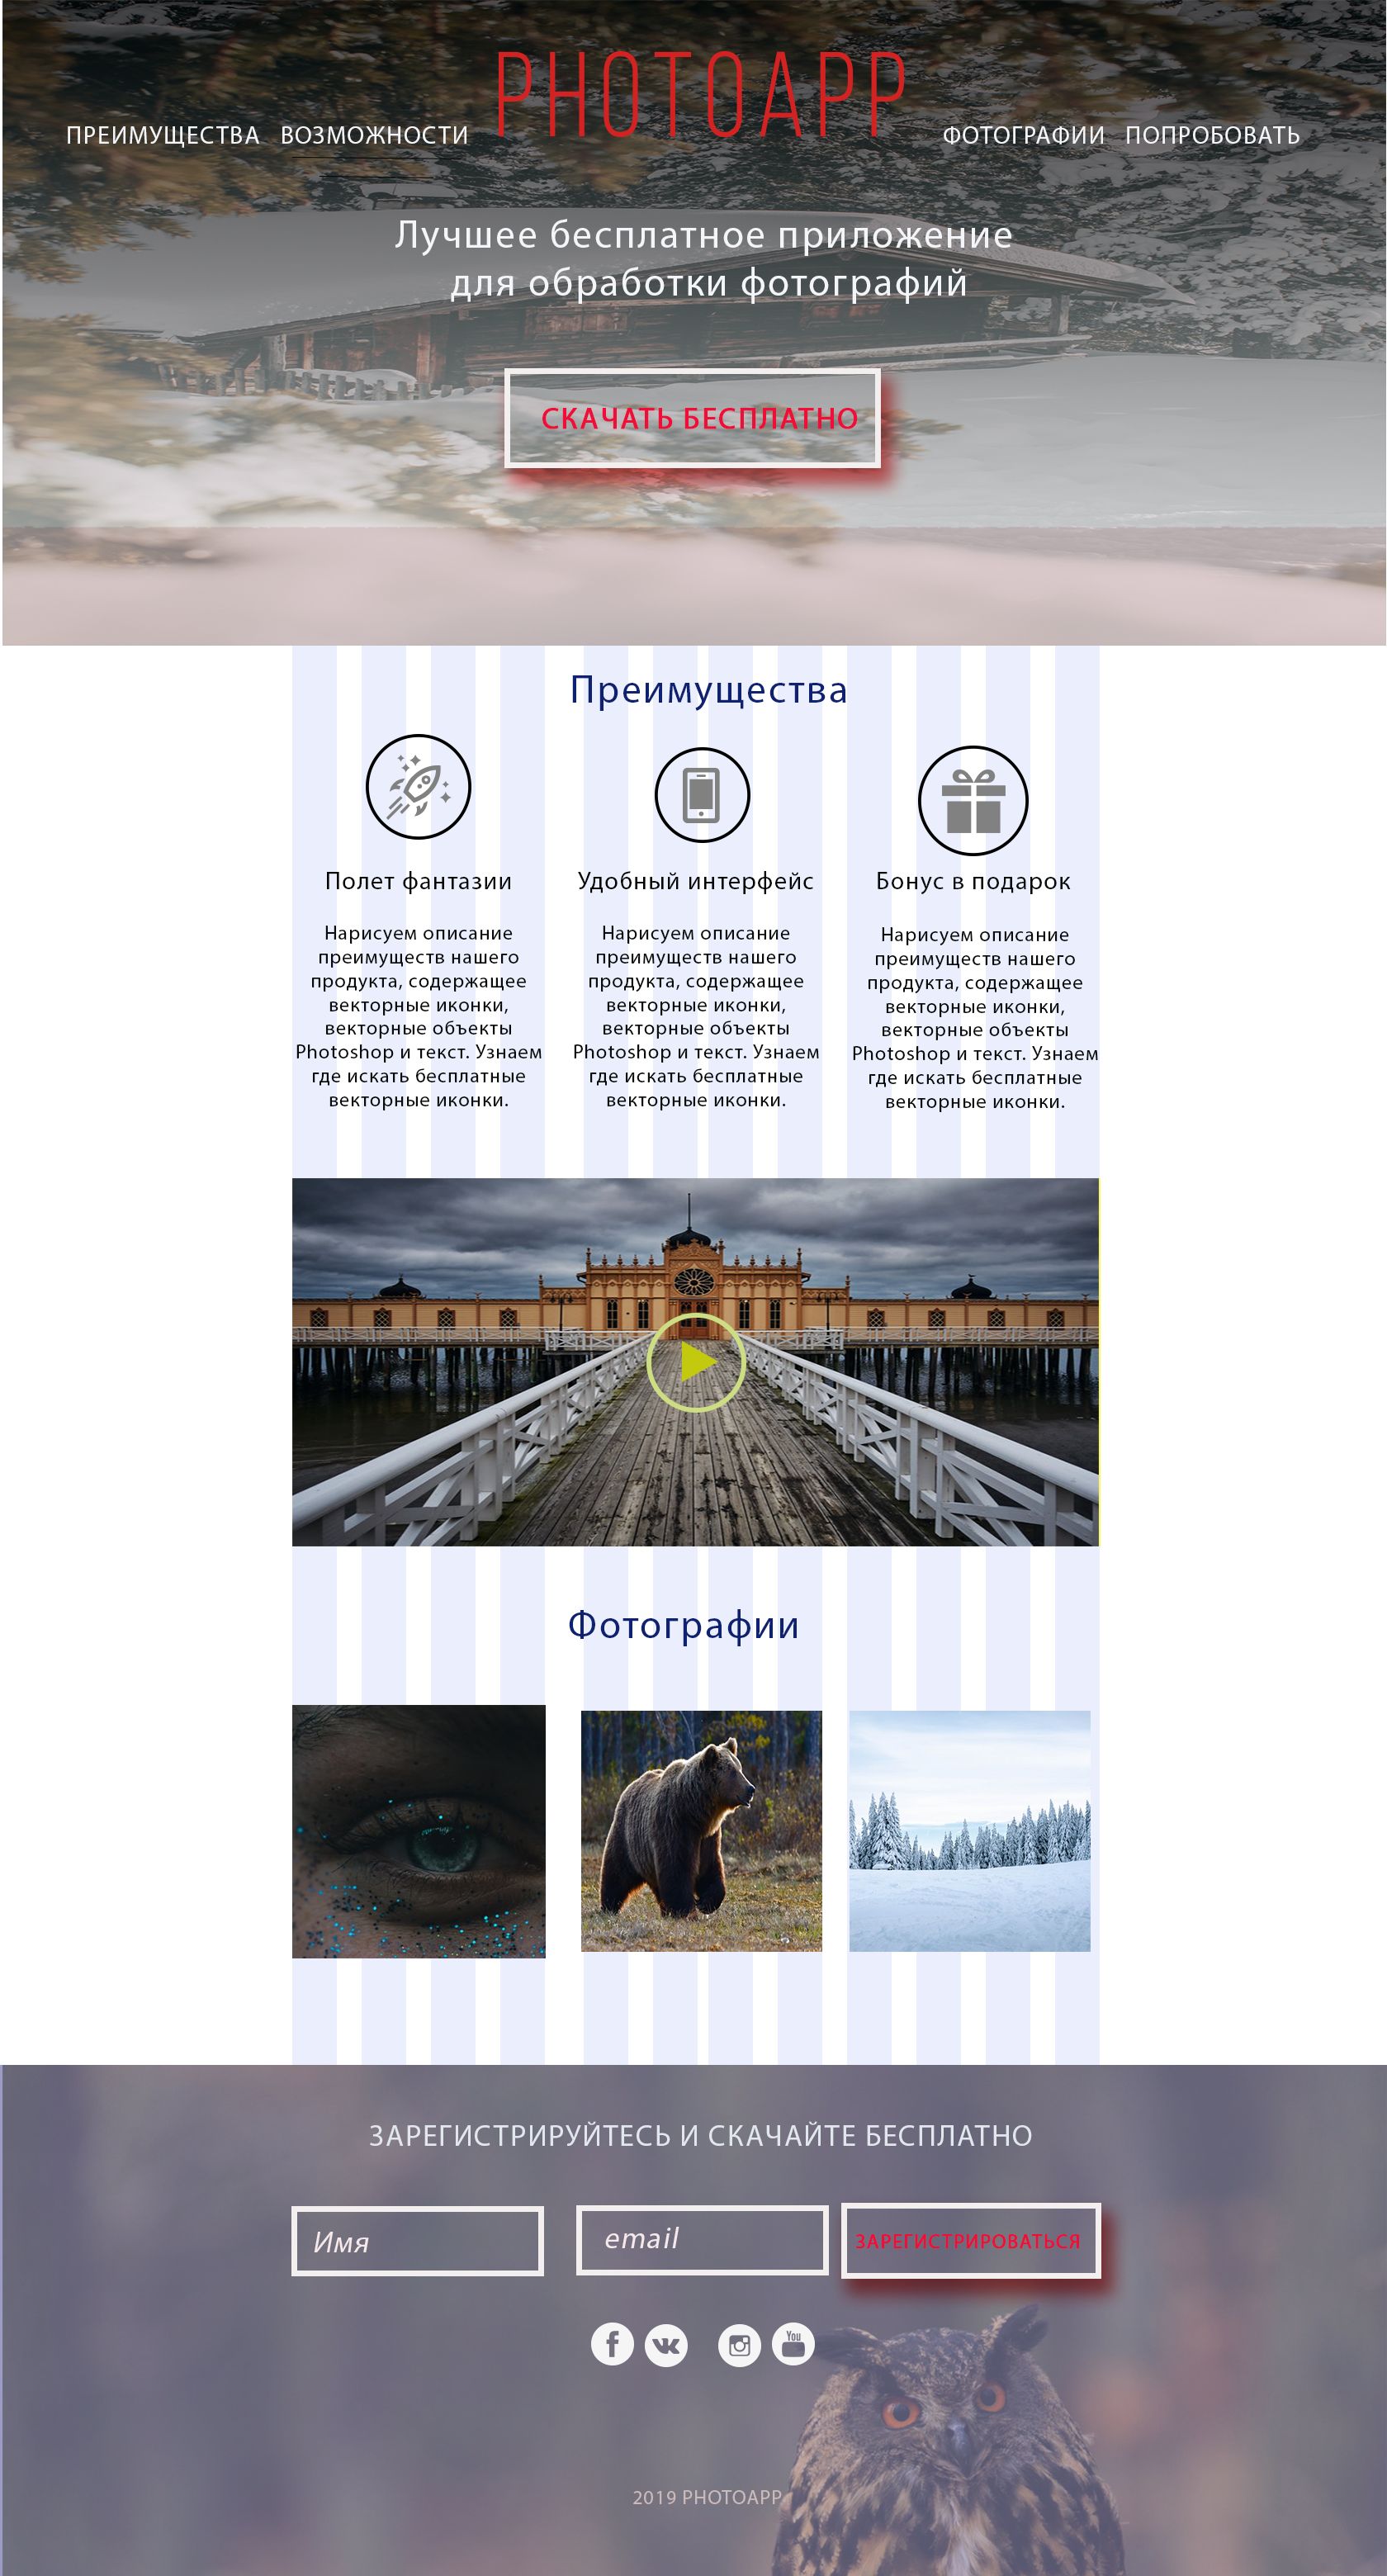 PHOTOAPP
ПРЕИМУЩЕСТВА ВОЗМОЖНОСТИ ФОТОГРАФИИ ПОПРОБОВАТЬ
Лучшее бесплатное приложение
для обработки фотографий
СКАЧАТЬ БЕСПЛАТНО
Преимущества
Полет фантазии
Нарисуем описание
преимуществ нашего
продукта, содержащее
векторные иконки,
векторные объекты
Photoshop и текст. Узнаем
где искать бесплатные
векторные иконки.
Удобный интерфейс
Нарисуем описание
преимуществ нашего
продукта, содержащее
векторные иконки,
векторные объекты
Photoshop и текст. Узнаем
где искать бесплатные
векторные иконки.
Бонус в подарок
Нарисуем описание
преимуществ нашего
продукта, содержащее
векторные иконки,
векторные объекты
Photoshop и текст. Узнаем
где искать бесплатные
векторные иконки.
Фотографии
ЗАРЕГИСТРИРУЙТЕСЬ И СКАЧАЙТЕ БЕСПЛАТНО
Имя
email
ЗАРЕГИСТРИРОВАТЬСЯ
You
2019 PHOTOAPP